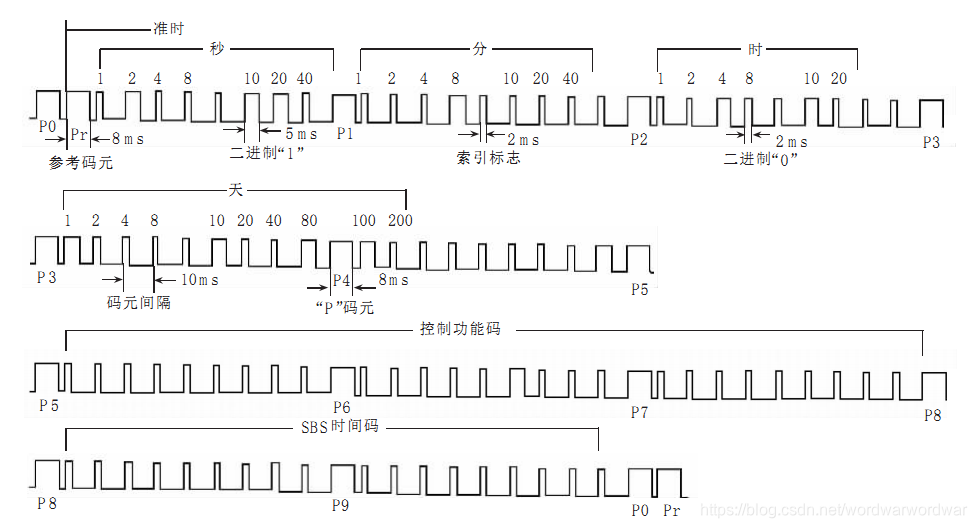 准时
秒 分 时
1 2 4 8 10 20 40 1 2 4 8 10 20 40 1 2 4 8 10 20
P0 Pr 8ms 5ms P1 2ms P2 2ms P3
参考码元 二进制“1” 索引标志 二进制“0”
天
1 2 4 8 10 20 40 80 100 200
P3 10ms P4 8ms P5
码元间隔 “P”码元
控制功能码
P5 P6 P7 P8
SBS时间码
P8 P9 P0 Pr
https://blog.csdn.net/wordwarwordwar